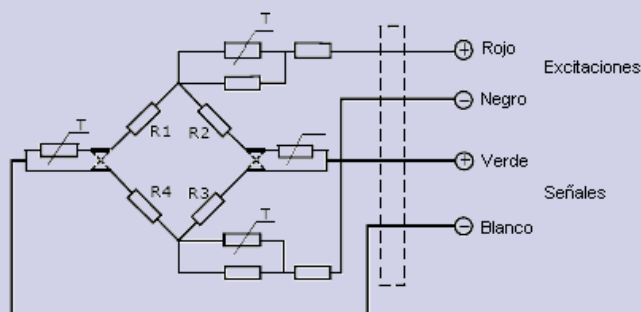 T
Rojo
Excitaciones
Negro
R1
R2
T
Verde
R4
R3
Señales
T
Blanco